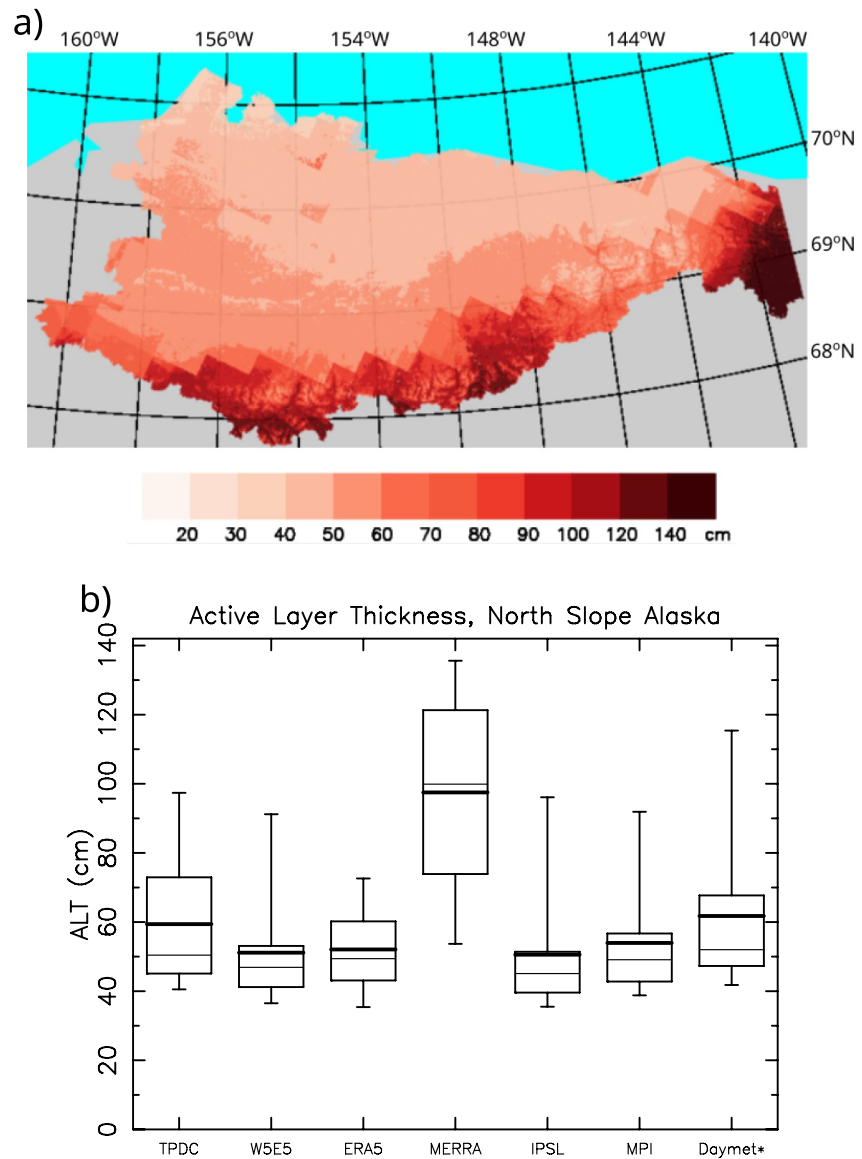 a)
160°W 156°W 154°W 148°W 144°W 140°W
70°N
69°N
68°N
20 30 40 50 60 70 80 90 100 120 140 cm
b)
Active Layer Thickness, North Slope Alaska
ALT (cm)
140
120
100
80
60
40
20
0
TPDC W5E5 ERA5 MERRA IPSL MPI Daymet*